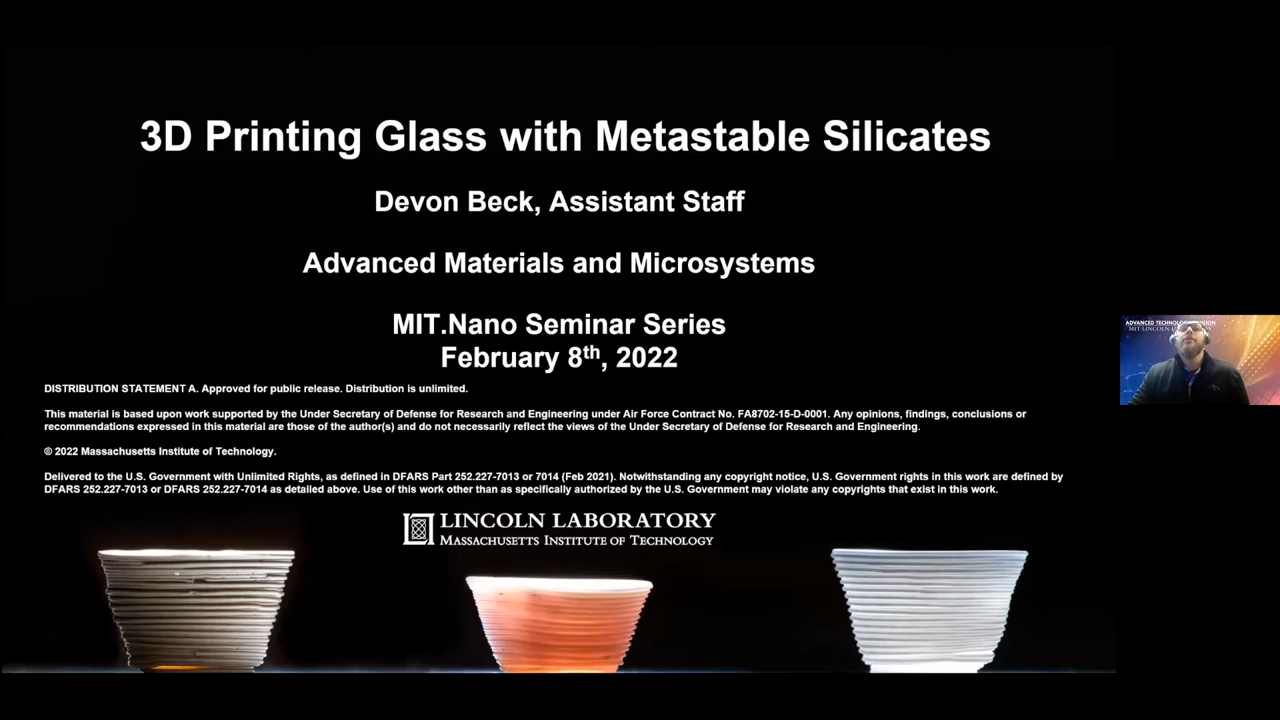 3D Printing Glass with Metastable Silicates
Devon Beck, Assistant Staff
Advanced Materials and Microsystems
MIT.Nano Seminar Series
February 8th, 2022
DISTRIBUTION STATEMENT A. Approved for public release. Distribution is unlimited.
This material is based upon work supported by the Under Secretary of Defense for Research and Engineering under Air Force Contract No. FA8702-15-D-0001. Any opinions, findings, conclusions or
recommendations expressed in this material are those of the author(s) and do not necessarily reflect the views of the Under Secretary of Defense for Research and Engineering.
© 2022 Massachusetts Institute of Technology.
Delivered to the U.S. Government with Unlimited Rights, as defined in DFARS Part 252.227-7013 or 7014 (Feb 2021). Notwithstanding any copyright notice, U.S. Government rights in this work are defined by
DFARS 252.227-7013 or DFARS 252.227-7014 as detailed above. Use of this work other than as specifically authorized by the U.S. Government may violate any copyrights that exist in this work.
LINCOLN LABORATORY
MASSACHUSETTS INSTITUTE OF TECHNOLOGY
ADVANCED TECHNOLOGY DIVISION
MIT LINCOLN